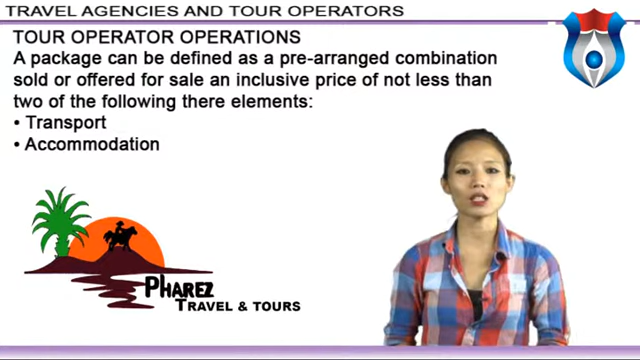 TRAVEL AGENCIES AND TOUR OPERATORS
TOUR OPERATOR OPERATIONS
A package can be defined as a pre-arranged combination
sold or offered for sale an inclusive price of not less than
two of the following there elements:
• Transport
• Accommodation
PHAREZ
TRAVEL & TOURS